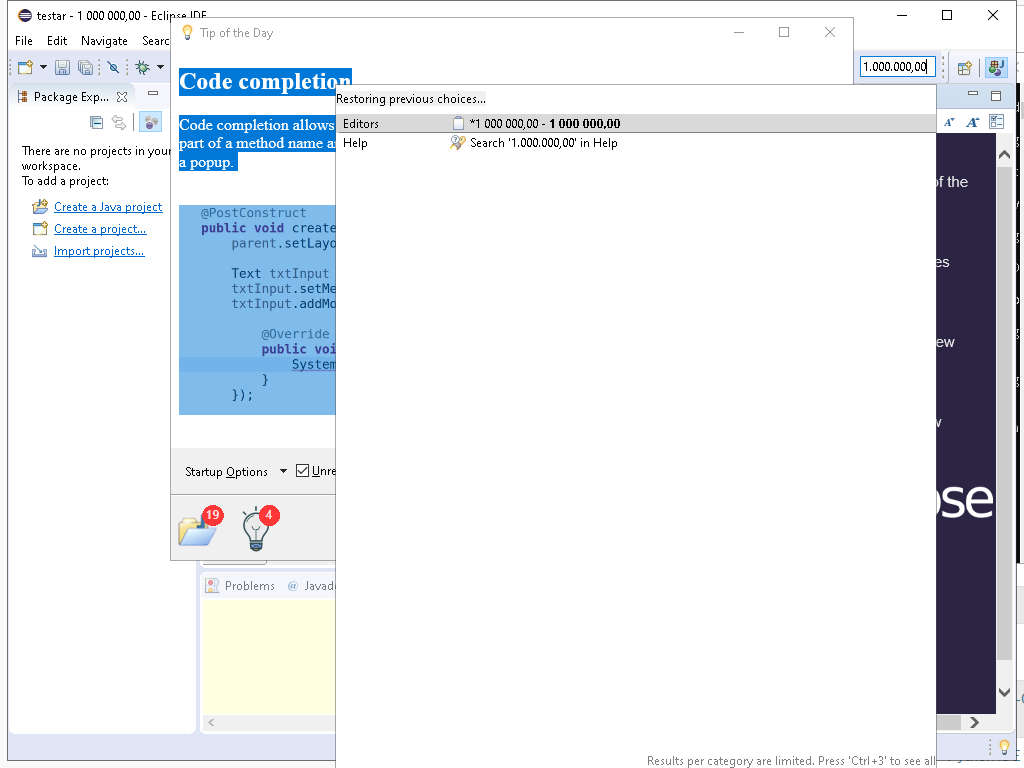 testar - 1 000 000,00 - Eclipse IDE
Tip of the Day
File Edit Navigate Searc
1.000.000,00
Package Exp...
Code completion
Restoring previous choices...
Editors *1 000 000,00 - 1 000 000,00
Help Search '1.000.000,00' in Help
Code completion allows
part of a method name as
a popup.
There are no projects in your
workspace.
To add a project:
Create a Java project
Create a project...
Import projects...
of the
es
ew
@PostConstruct
public void create
parent.setLayo
Text txtInput
txtInput.setMe
txtInput.addMo
@Override
public voi
System
}
});
Startup Options Unre
19
4
ose
Problems @ Javad
Results per category are limited. Press 'Ctrl+3' to see all